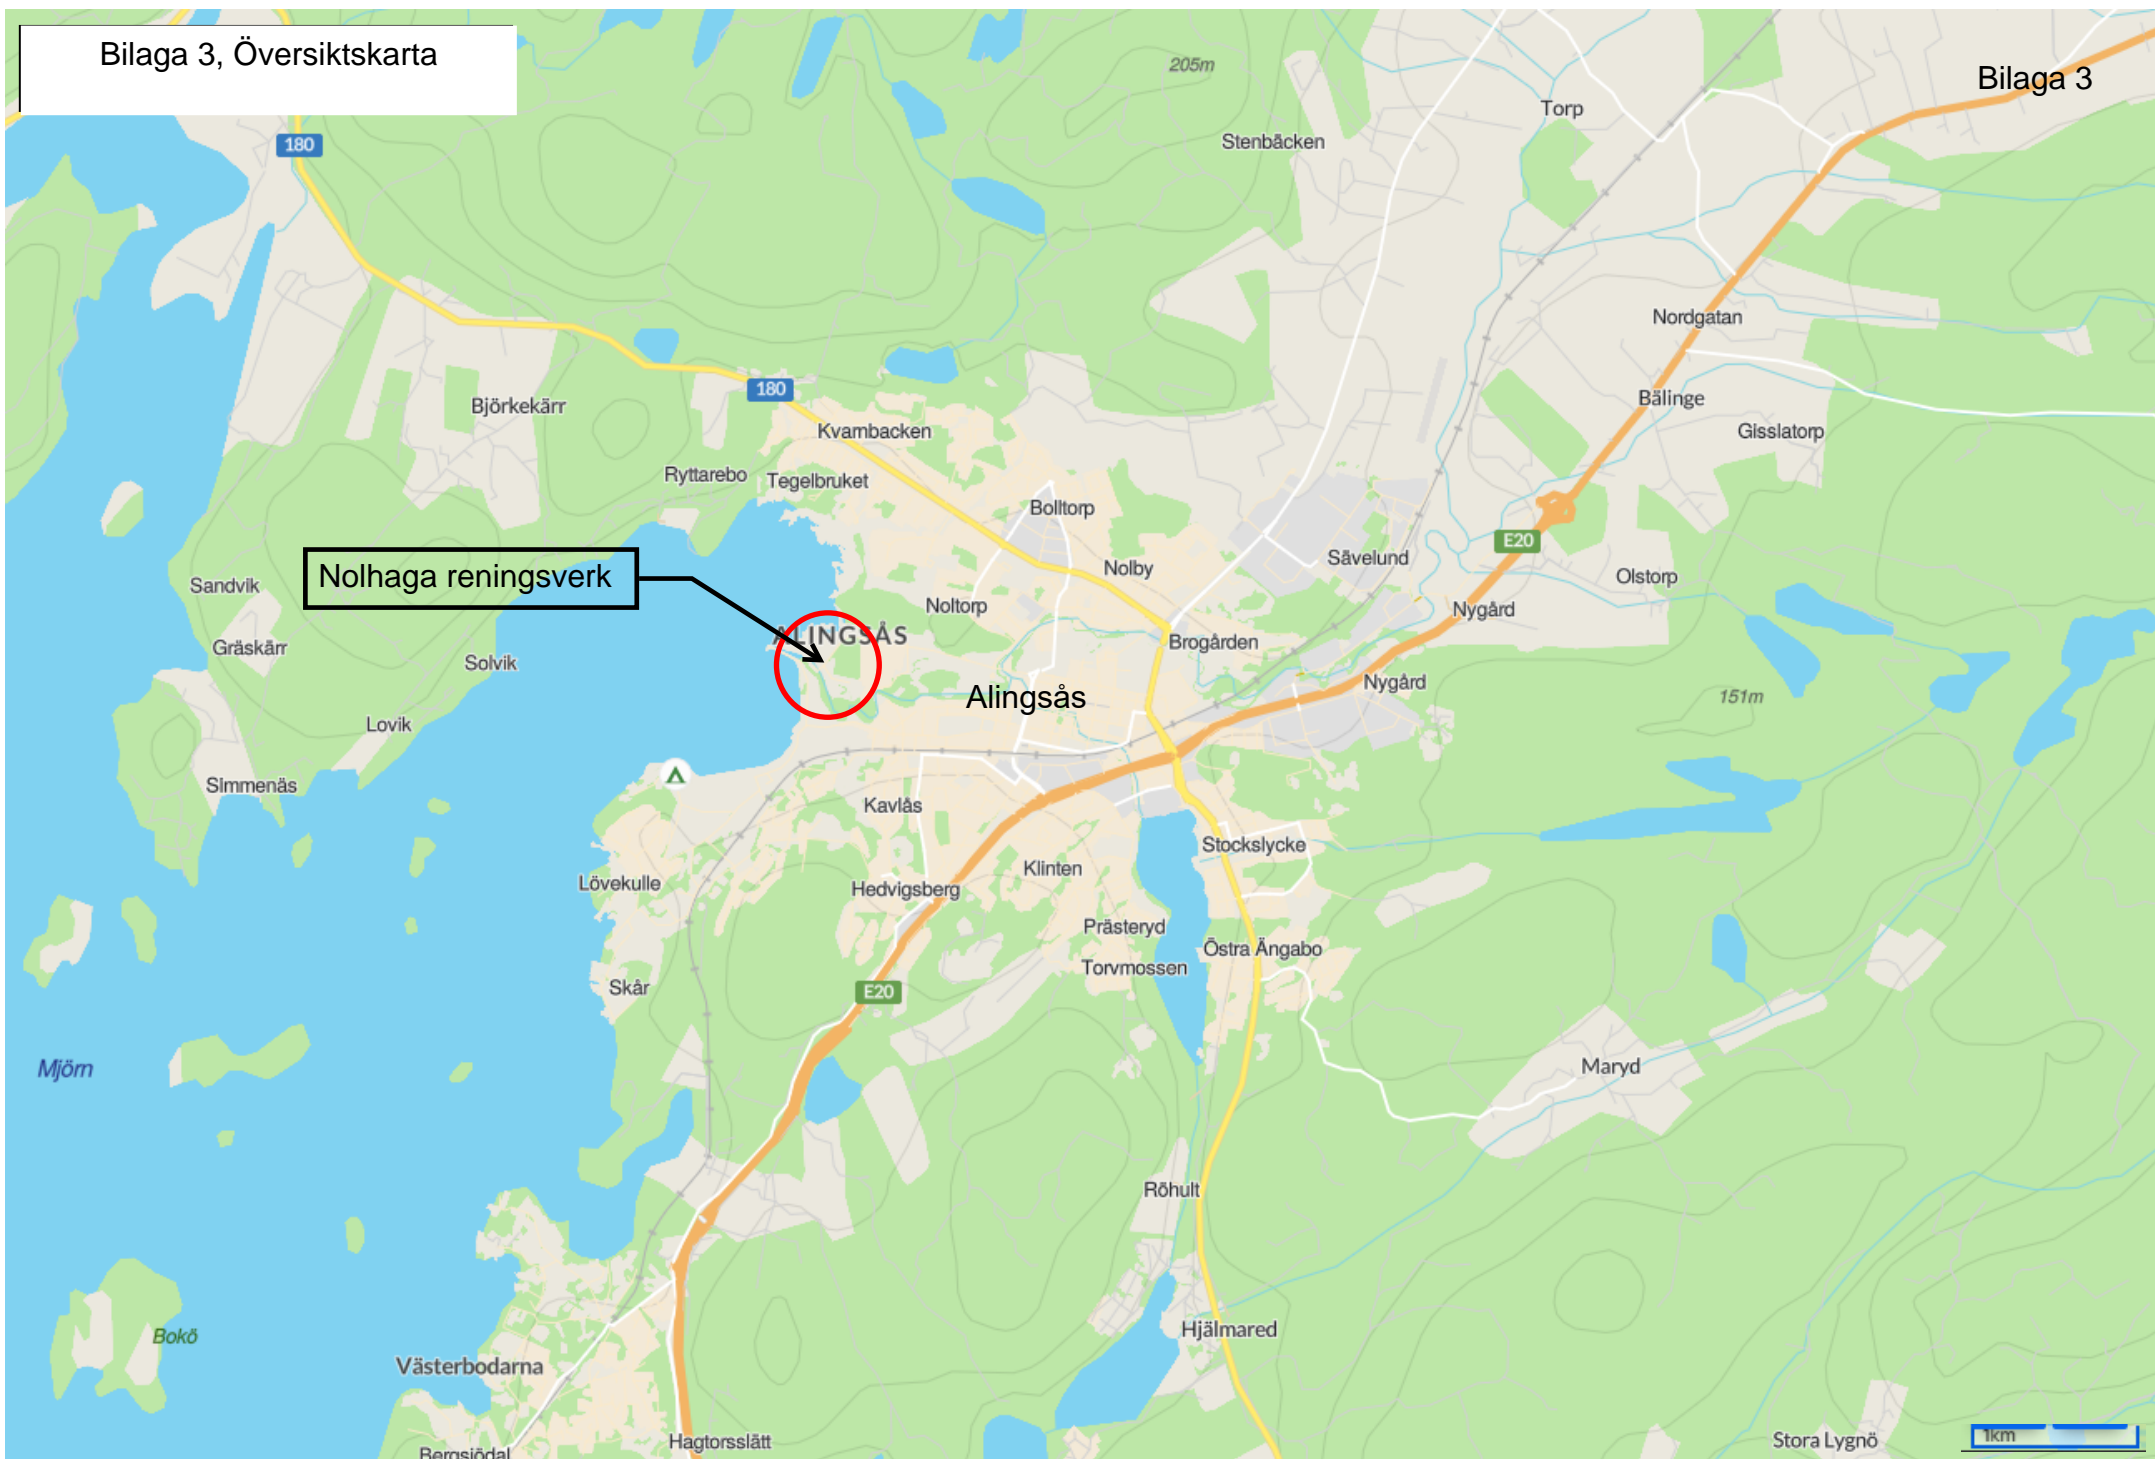 Bilaga 3, Översiktskarta
Bilaga 3
205m
Torp
Stenbäcken
180
Nordgatan
180
Bälinge
Björkekärr
Kvarnbacken
Gisslatorp
Ryttarebo
Tegelbruket
Bolltorp
E20
Sävelund
Nolby
Nolhaga reningsverk
Olstorp
Sandvik
Noltorp
Nygård
ALINGSÅS
Brogården
Gräskärr
Solvik
Nygård
Alingsås
151m
Lovik
Simmenäs
Kavlås
Stockslycke
Klinten
Lövekulle
Hedvigsberg
Prästeryd
Östra Ängabo
Torvmossen
Skår
E20
Mjörn
Maryd
Röhult
Hjälmared
Bokö
Västerbodarna
Hagtorsslätt
Stora Lygnö
1km
Bergsjödal